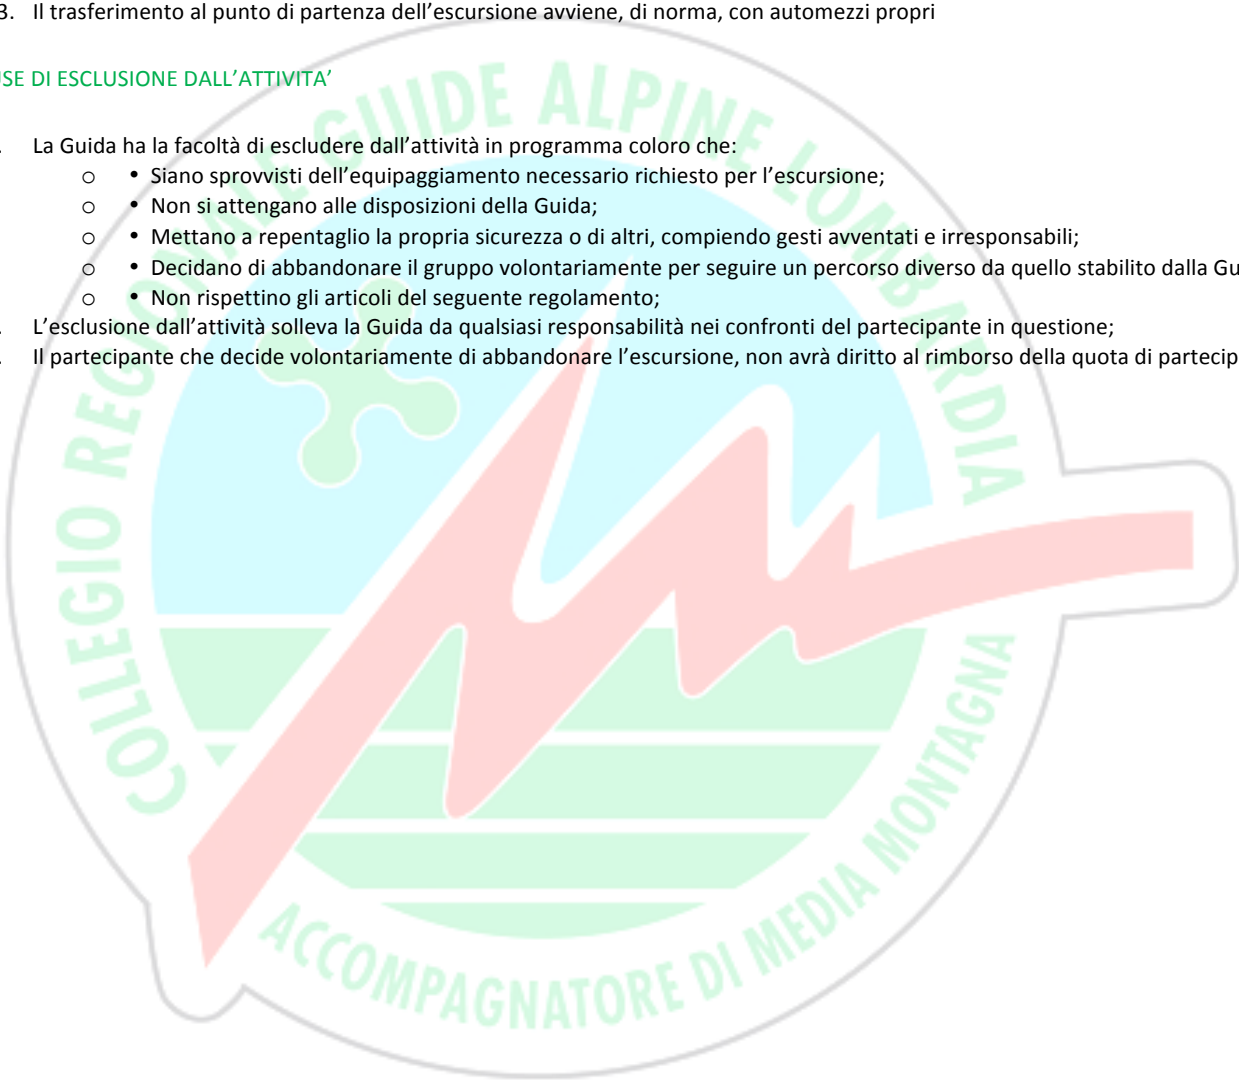 3. Il trasferimento al punto di partenza dell'escursione avviene, di norma, con automezzi propri
USE DI ESCLUSIONE DALL'ATTIVITA'
. La Guida ha la facoltà di escludere dall'attività in programma coloro che:
o • Siano sprovvisti dell'equipaggiamento necessario richiesto per l'escursione;
o • Non si attengano alle disposizioni della Guida;
o • Mettano a repentaglio la propria sicurezza o di altri, compiendo gesti avventati e irresponsabili;
o • Decidano di abbandonare il gruppo volontariamente per seguire un percorso diverso da quello stabilito dalla Gu
o • Non rispettino gli articoli del seguente regolamento;
. L'esclusione dall'attività solleva la Guida da qualsiasi responsabilità nei confronti del partecipante in questione;
. Il partecipante che decide volontariamente di abbandonare l'escursione, non avrà diritto al rimborso della quota di partecip
COLLEGIO REGIONALE GUIDE ALPINE LOMBARDIA
ACCOMPAGNATORE DI MEDIA MONTAGNA